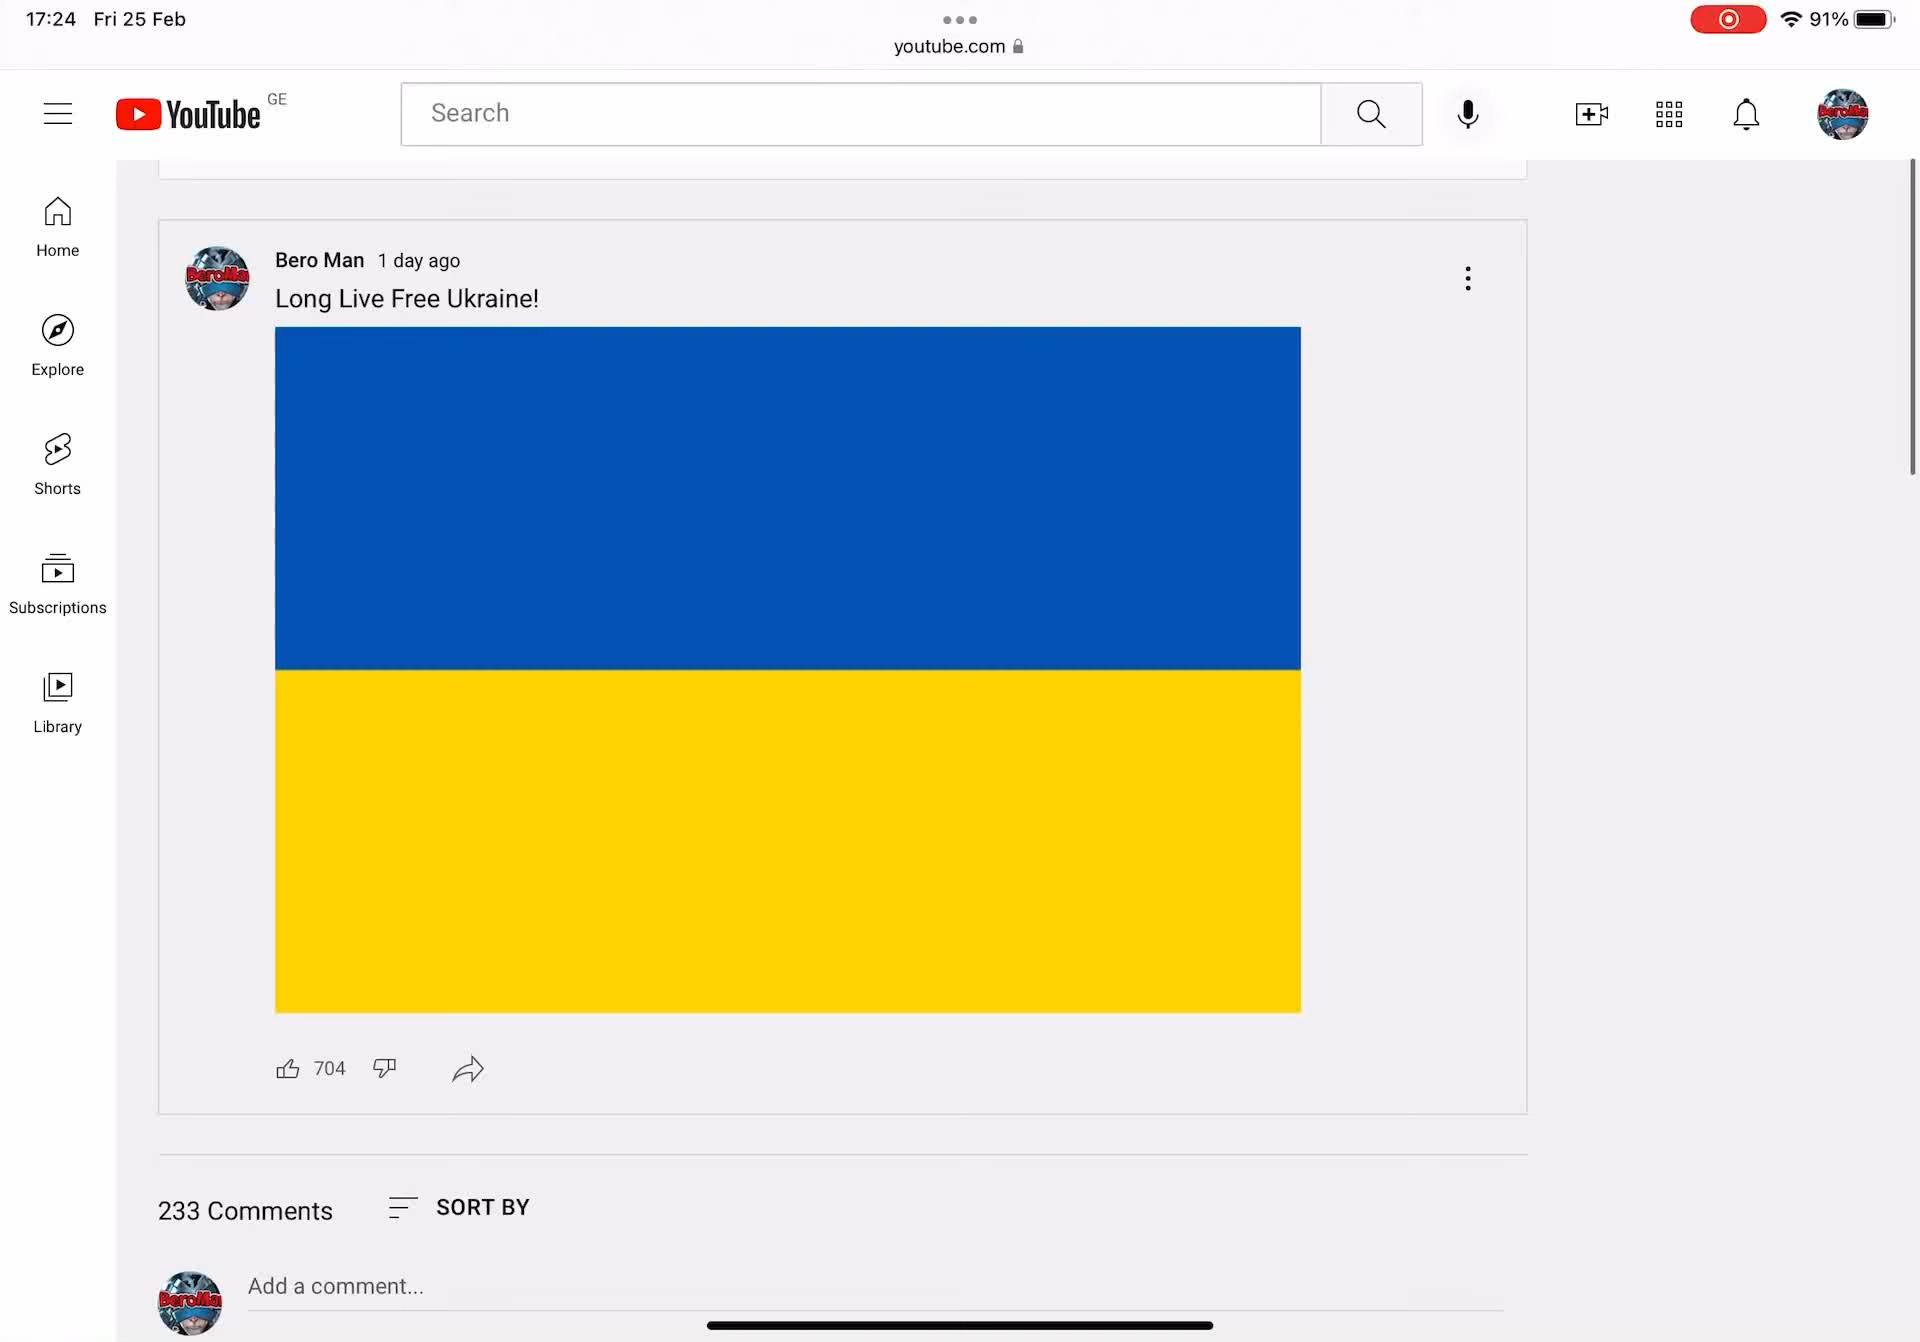 17:24 Fri 25 Feb
youtube.com
91%
YouTube GE
Search
Home
Explore
Shorts
Subscriptions
Library
Bero Man 1 day ago
Long Live Free Ukraine!
704
233 Comments SORT BY
Add a comment...